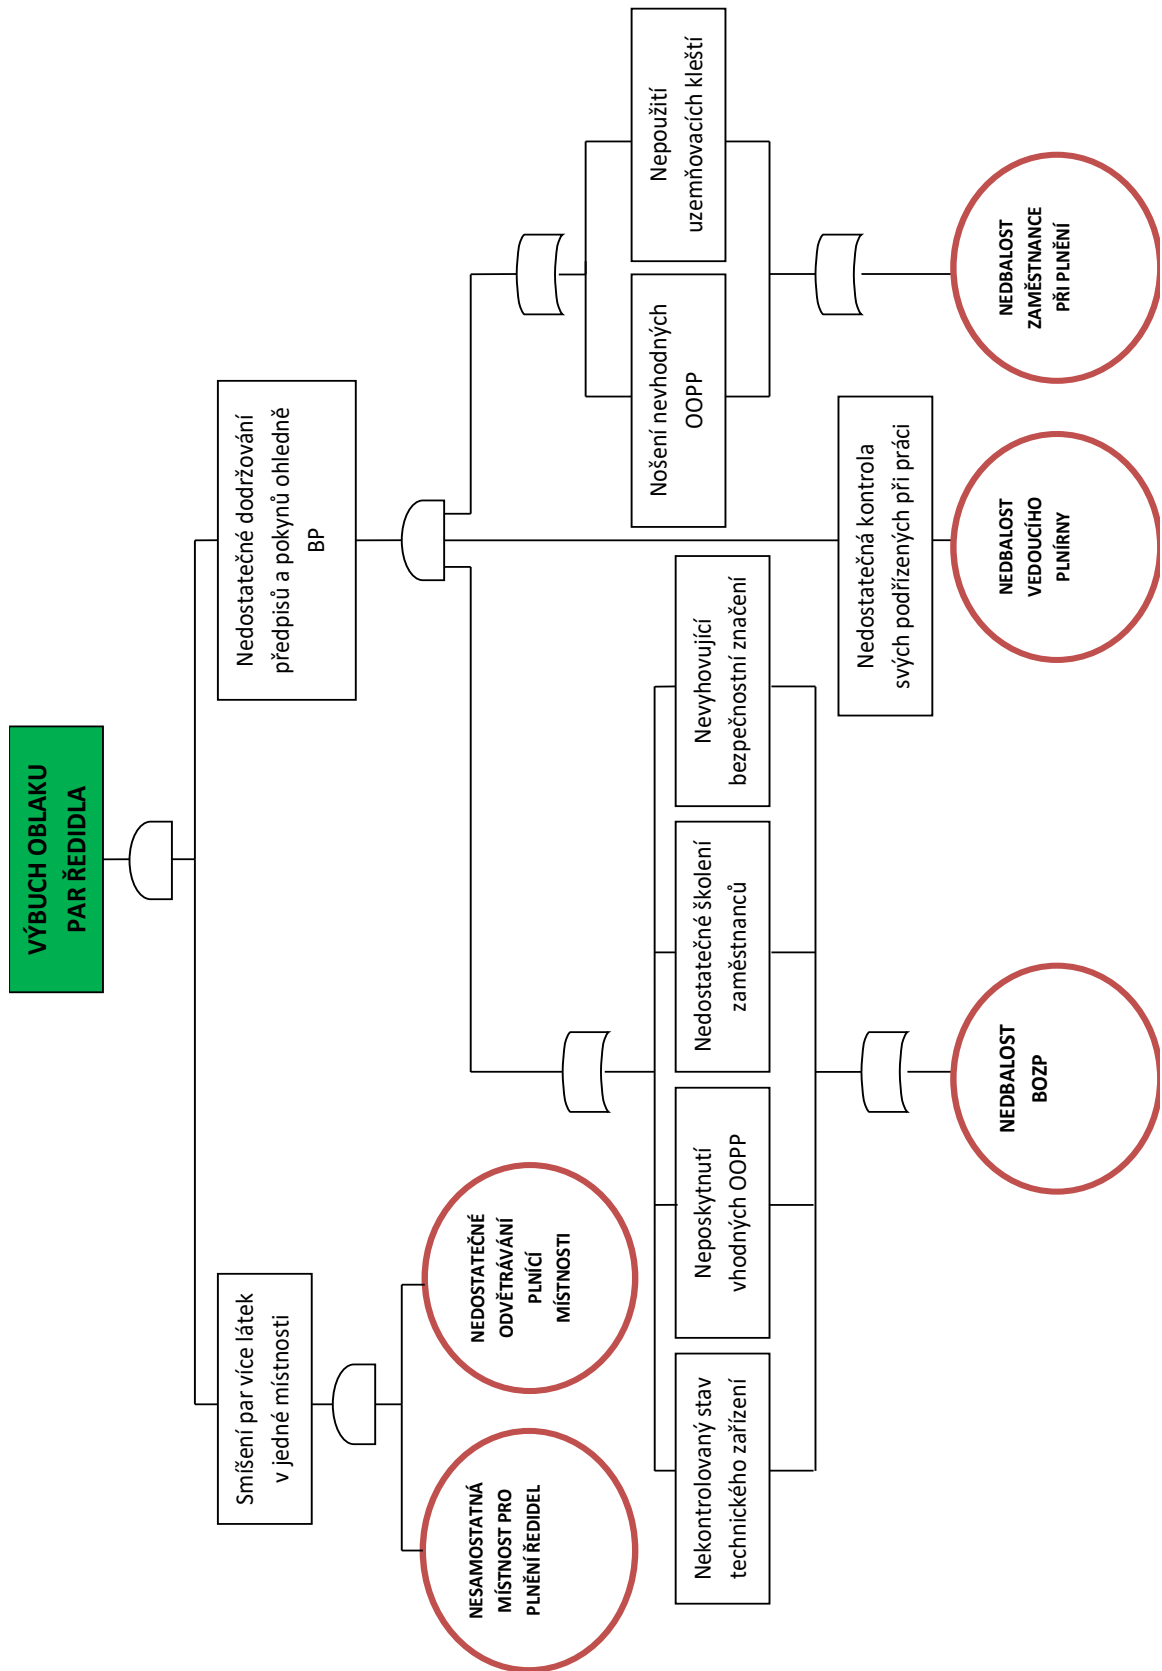 VÝBUCH OBLAKU
PAR ŘEDIDLA
Smíšení par více látek
v jedné místnosti
Nedostatečné dodržování
předpisů a pokynů ohledně
BP
NESAMOSTATNÁ
MÍSTNOST PRO
PLNĚNÍ ŘEDIDEL
NEDOSTATEČNÉ
ODVĚTRÁVÁNÍ
PLNÍCÍ
MÍSTNOSTI
Nekontrolovaný stav
technického zařízení
Neposkytnutí
vhodných OOPP
Nedostatečné školení
zaměstnanců
Nevyhovující
bezpečnostní značení
Nošení nevhodných
OOPP
Nepoužití
uzemňovacích kleští
Nedostatečná kontrola
svých podřízených při práci
NEDBALOST
BOZP
NEDBALOST
VEDOUCÍHO
PLNÍRNY
NEDBALOST
ZAMĚSTNANCE
PŘI PLNĚNÍ